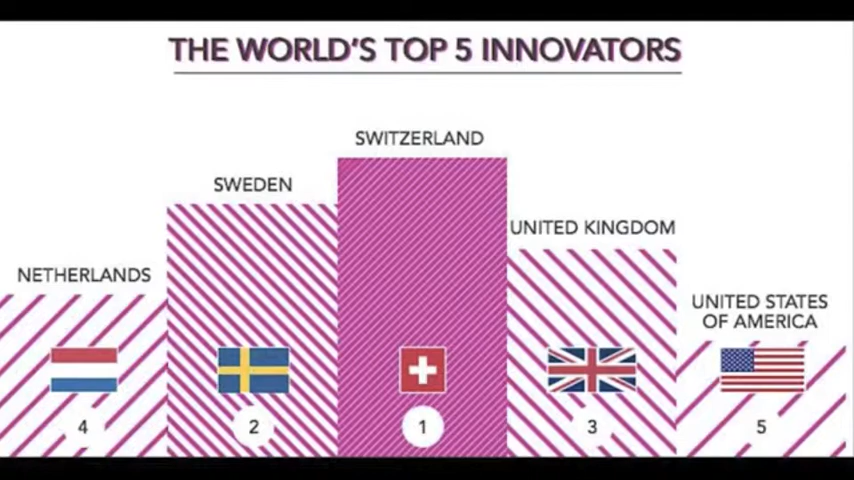 THE WORLD'S TOP 5 INNOVATORS
SWITZERLAND
SWEDEN
UNITED KINGDOM
NETHERLANDS
UNITED STATES
OF AMERICA
4
2
1
3
5